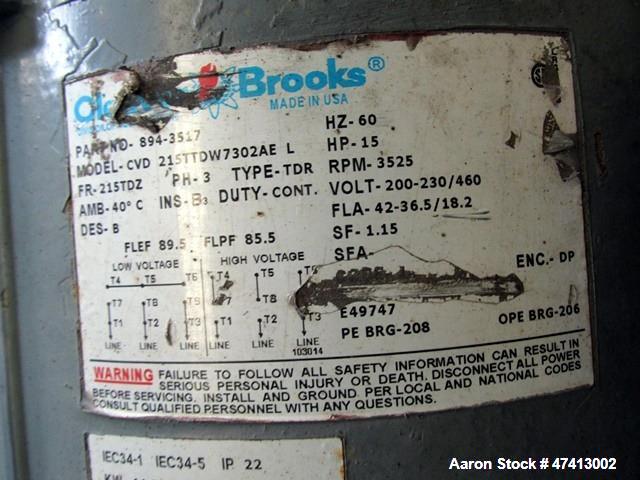 Brooks®
MADE IN USA
PART NO- 894-3517
MODEL- CVD 215TTDW7302AE L
FR- 215TDZ PH- 3 TYPE- TDR
AMB- 40° C INS- B3 DUTY- CONT.
DES- B
FLEF 89.5 FLPF 85.5
HZ- 60
HP- 15
RPM- 3525
VOLT- 200-230/460
FLA- 42-36.5/18.2
SF- 1.15
SFA-
ENC.- DP
E49747
PE BRG-208 OPE BRG-206
LOW VOLTAGE HIGH VOLTAGE
T4 T5 T6 T4 T5
T7 T8 T9 T7 T8
T1 T2 T3 T1 T2 T3
LINE LINE LINE LINE LINE LINE
103014
WARNING FAILURE TO FOLLOW ALL SAFETY INFORMATION CAN RESULT IN
SERIOUS PERSONAL INJURY OR DEATH. DISCONNECT ALL POWER
BEFORE SERVICING. INSTALL AND GROUND PER LOCAL AND NATIONAL CODES
CONSULT QUALIFIED PERSONNEL WITH ANY QUESTIONS.
IEC34-1 IEC34-5 IP 22
Aaron Stock # 47413002